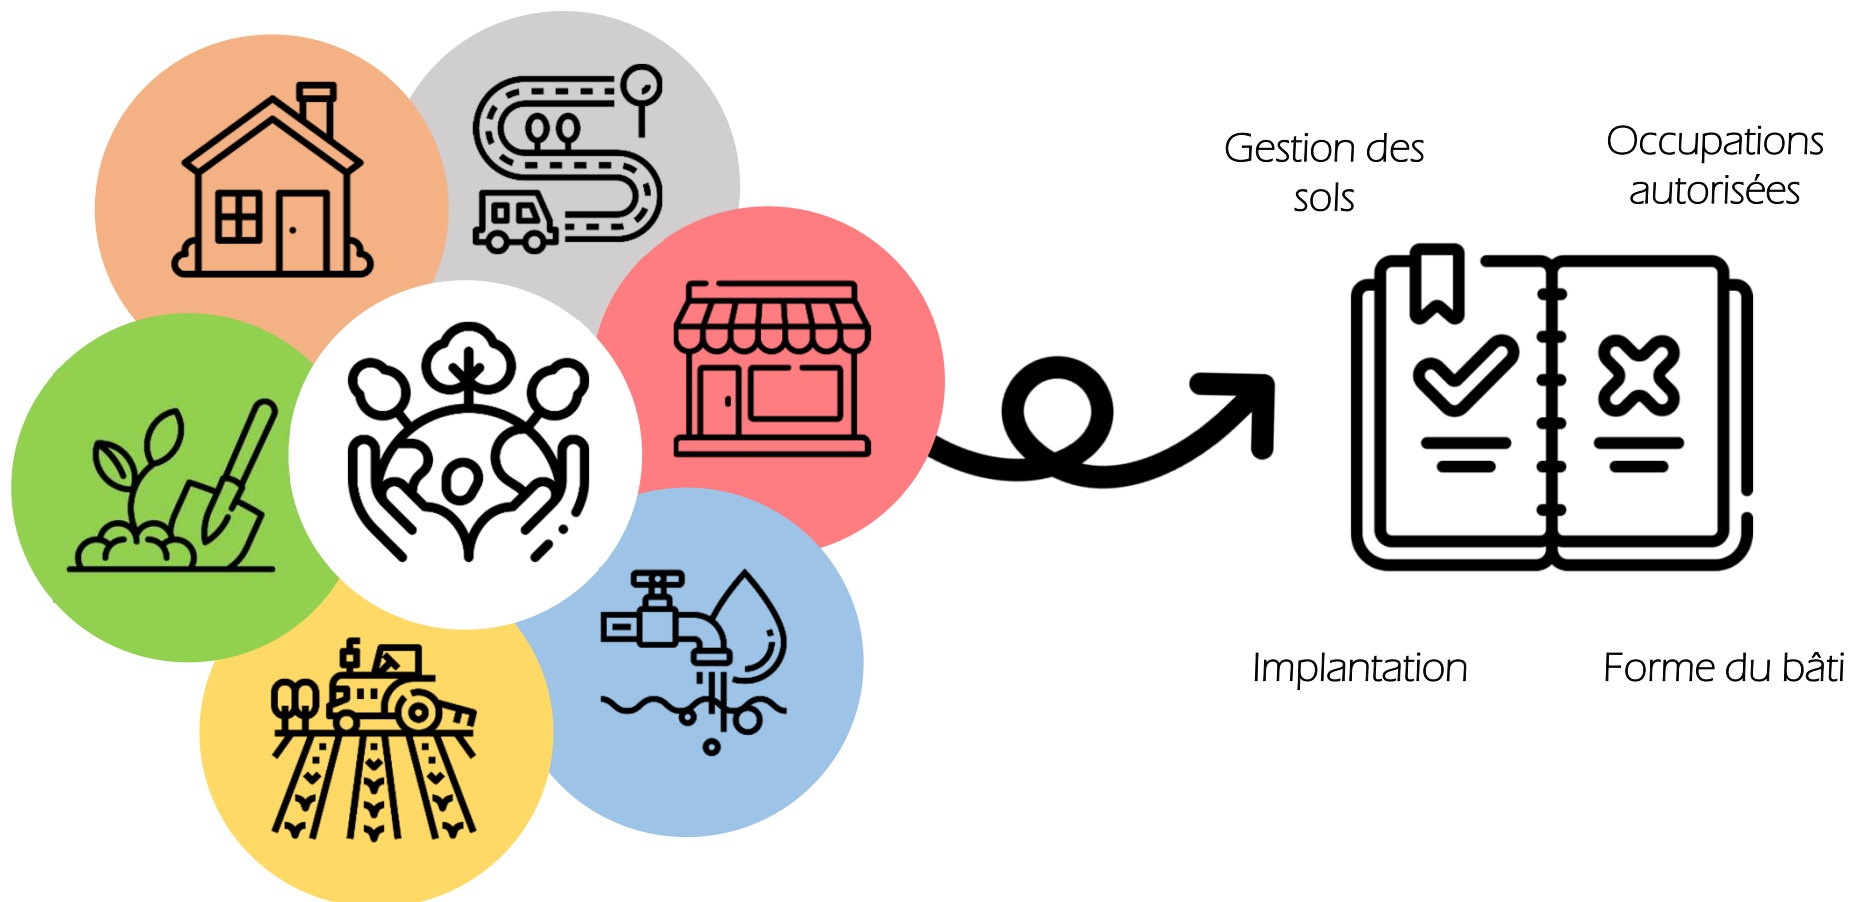 Gestion des
sols
Occupations
autorisées
Implantation
Forme du bâti